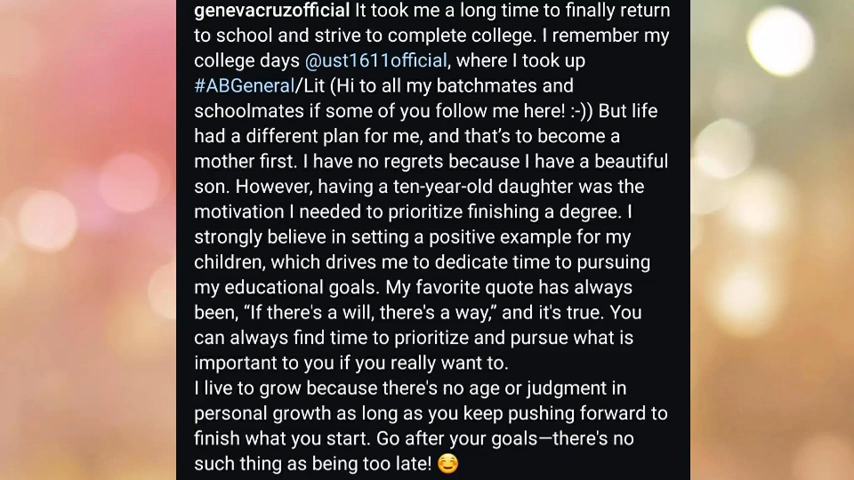 genevacruzofficial It took me a long time to finally return
to school and strive to complete college. I remember my
college days @ust1611official, where I took up
#ABGeneral/Lit (Hi to all my batchmates and
schoolmates if some of you follow me here! :-)) But life
had a different plan for me, and that's to become a
mother first. I have no regrets because I have a beautiful
son. However, having a ten-year-old daughter was the
motivation I needed to prioritize finishing a degree. I
strongly believe in setting a positive example for my
children, which drives me to dedicate time to pursuing
my educational goals. My favorite quote has always
been, “If there's a will, there's a way,” and it's true. You
can always find time to prioritize and pursue what is
important to you if you really want to.
I live to grow because there's no age or judgment in
personal growth as long as you keep pushing forward to
finish what you start. Go after your goals—there's no
such thing as being too late! ☺️